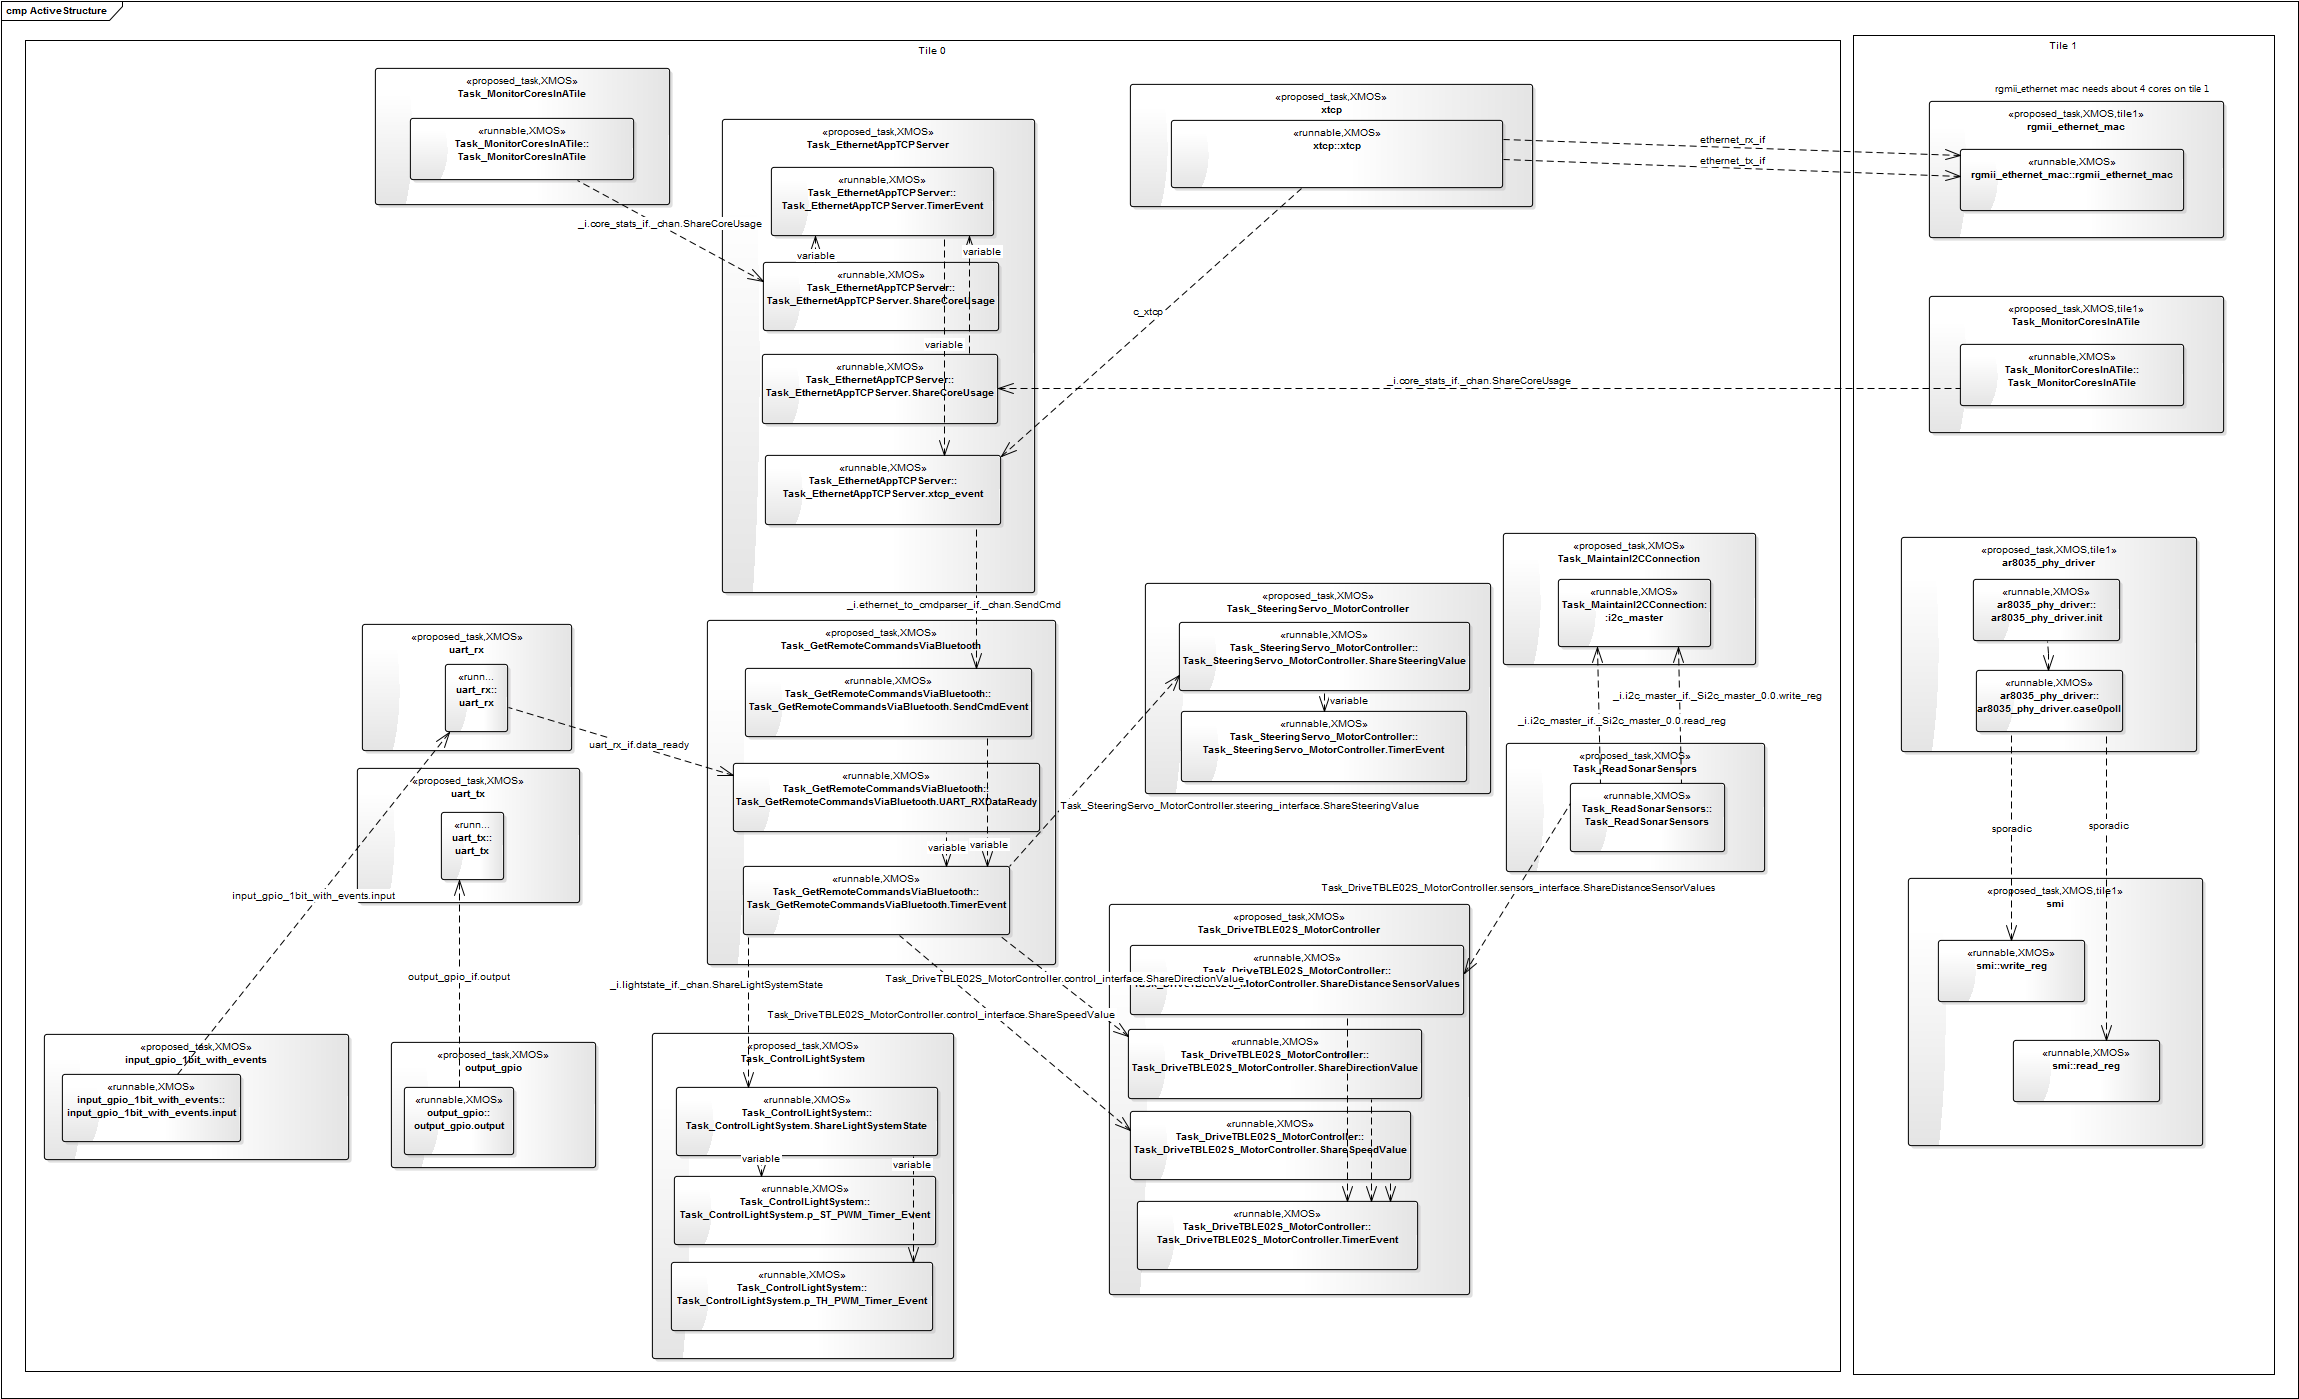 cmp ActiveStructure
Tile 0
«proposed_task,XMOS»
Task_MonitorCoresInATile
«runnable,XMOS»
Task_MonitorCoresInATile::
Task_MonitorCoresInATile
_i.core_stats_if._chan.ShareCoreUsage
«proposed_task,XMOS»
Task_EthernetAppTCPServer
«runnable,XMOS»
Task_EthernetAppTCPServer::
Task_EthernetAppTCPServer.TimerEvent
variable
variable
«runnable,XMOS»
Task_EthernetAppTCPServer::
Task_EthernetAppTCPServer.ShareCoreUsage
variable
«runnable,XMOS»
Task_EthernetAppTCPServer::
Task_EthernetAppTCPServer.ShareCoreUsage
«runnable,XMOS»
Task_EthernetAppTCPServer::
Task_EthernetAppTCPServer.xtcp_event
«proposed_task,XMOS»
xtcp
«runnable,XMOS»
xtcp::xtcp
ethernet_rx_if
ethernet_tx_if
c_xtcp
_i.core_stats_if._chan.ShareCoreUsage
_i.ethernet_to_cmdparser_if._chan.SendCmd
«proposed_task,XMOS»
uart_rx
«runn...
uart_rx::
uart_rx
uart_rx_if.data_ready
«proposed_task,XMOS»
uart_tx
«runn...
uart_tx::
uart_tx
input_gpio_1bit_with_events.input
output_gpio_if.output
«proposed_task,XMOS»
input_gpio_1bit_with_events
«runnable,XMOS»
input_gpio_1bit_with_events::
input_gpio_1bit_with_events.input
«proposed_task,XMOS»
output_gpio
«runnable,XMOS»
output_gpio::
output_gpio.output
«proposed_task,XMOS»
Task_GetRemoteCommandsViaBluetooth
«runnable,XMOS»
Task_GetRemoteCommandsViaBluetooth::
Task_GetRemoteCommandsViaBluetooth.SendCmdEvent
«runnable,XMOS»
Task_GetRemoteCommandsViaBluetooth::
Task_GetRemoteCommandsViaBluetooth.UART_RXDataReady
variable
variable
«runnable,XMOS»
Task_GetRemoteCommandsViaBluetooth::
Task_GetRemoteCommandsViaBluetooth.TimerEvent
_i.lightstate_if._chan.ShareLightSystemState
Task_DriveTBLE02S_MotorController.control_interface.ShareDirectionValue
Task_DriveTBLE02S_MotorController.control_interface.ShareSpeedValue
«proposed_task,XMOS»
Task_ControlLightSystem
«runnable,XMOS»
Task_ControlLightSystem::
Task_ControlLightSystem.ShareLightSystemState
variable
variable
«runnable,XMOS»
Task_ControlLightSystem::
Task_ControlLightSystem.p_ST_PWM_Timer_Event
«runnable,XMOS»
Task_ControlLightSystem::
Task_ControlLightSystem.p_TH_PWM_Timer_Event
«proposed_task,XMOS»
Task_SteeringServo_MotorController
«runnable,XMOS»
Task_SteeringServo_MotorController::
Task_SteeringServo_MotorController.ShareSteeringValue
variable
«runnable,XMOS»
Task_SteeringServo_MotorController::
Task_SteeringServo_MotorController.TimerEvent
Task_SteeringServo_MotorController.steering_interface.ShareSteeringValue
«proposed_task,XMOS»
Task_MaintainI2CConnection
«runnable,XMOS»
Task_MaintainI2CConnection:
:i2c_master
_i.i2c_master_if._Si2c_master_0.0.write_reg
_i.i2c_master_if._Si2c_master_0.0.read_reg
«proposed_task,XMOS»
Task_ReadSonarSensors
«runnable,XMOS»
Task_ReadSonarSensors::
Task_ReadSonarSensors
Task_DriveTBLE02S_MotorController.sensors_interface.ShareDistanceSensorValues
«proposed_task,XMOS»
Task_DriveTBLE02S_MotorController
«runnable,XMOS»
Task_DriveTBLE02S_MotorController::
Task_DriveTBLE02S_MotorController.ShareDistanceSensorValues
«runnable,XMOS»
Task_DriveTBLE02S_MotorController::
Task_DriveTBLE02S_MotorController.ShareDirectionValue
«runnable,XMOS»
Task_DriveTBLE02S_MotorController::
Task_DriveTBLE02S_MotorController.ShareSpeedValue
«runnable,XMOS»
Task_DriveTBLE02S_MotorController::
Task_DriveTBLE02S_MotorController.TimerEvent
Tile 1
rgmii_ethernet mac needs about 4 cores on tile 1
«proposed_task,XMOS,tile1»
rgmii_ethernet_mac
«runnable,XMOS»
rgmii_ethernet_mac::rgmii_ethernet_mac
«proposed_task,XMOS,tile1»
Task_MonitorCoresInATile
«runnable,XMOS»
Task_MonitorCoresInATile::
Task_MonitorCoresInATile
«proposed_task,XMOS,tile1»
ar8035_phy_driver
«runnable,XMOS»
ar8035_phy_driver::
ar8035_phy_driver.init
«runnable,XMOS»
ar8035_phy_driver::
ar8035_phy_driver.case0poll
sporadic
sporadic
«proposed_task,XMOS,tile1»
smi
«runnable,XMOS»
smi::write_reg
«runnable,XMOS»
smi::read_reg